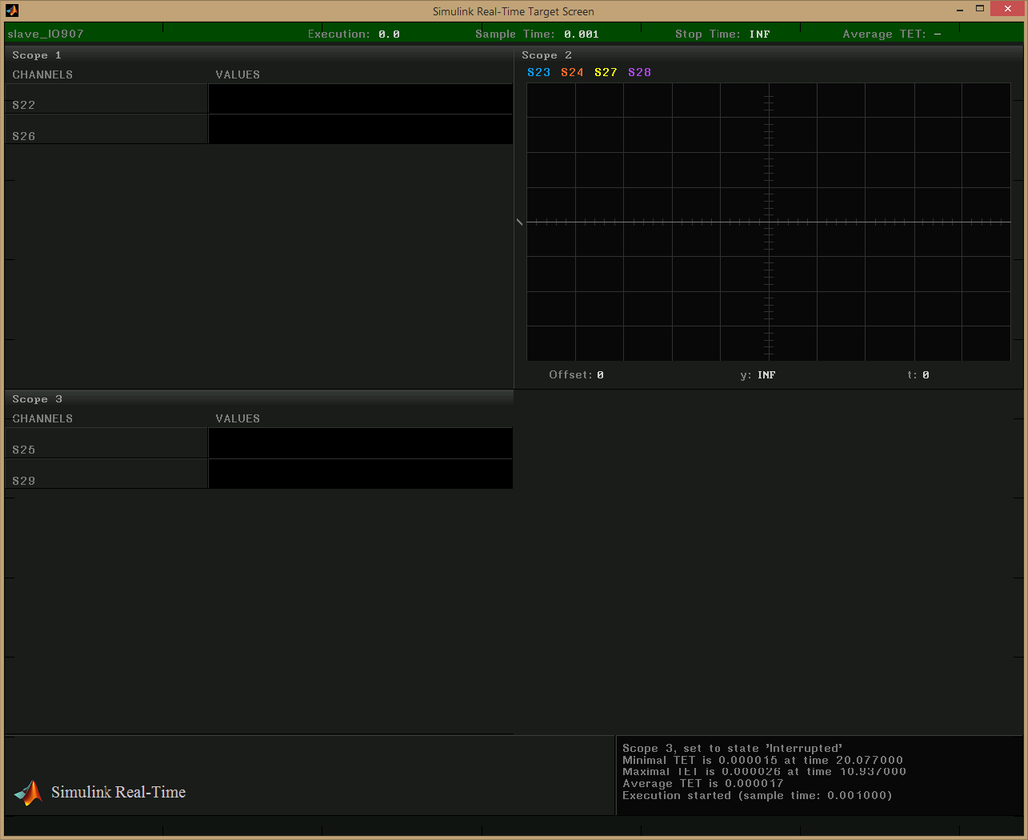 Simulink Real-Time Target Screen
slave_IO907 Execution: 0.0 Sample Time: 0.001 Stop Time: INF Average TET: –
Scope 1
CHANNELS VALUES
S22
S26
Scope 2
S23 S24 S27 S28
Offset: 0 y: INF t: 0
Scope 3
CHANNELS VALUES
S25
S29
Simulink Real-Time
Scope 3, set to state 'Interrupted'
Minimal TET is 0.000015 at time 20.077000
Maximal TET is 0.000026 at time 10.937000
Average TET is 0.000017
Execution started (sample time: 0.001000)